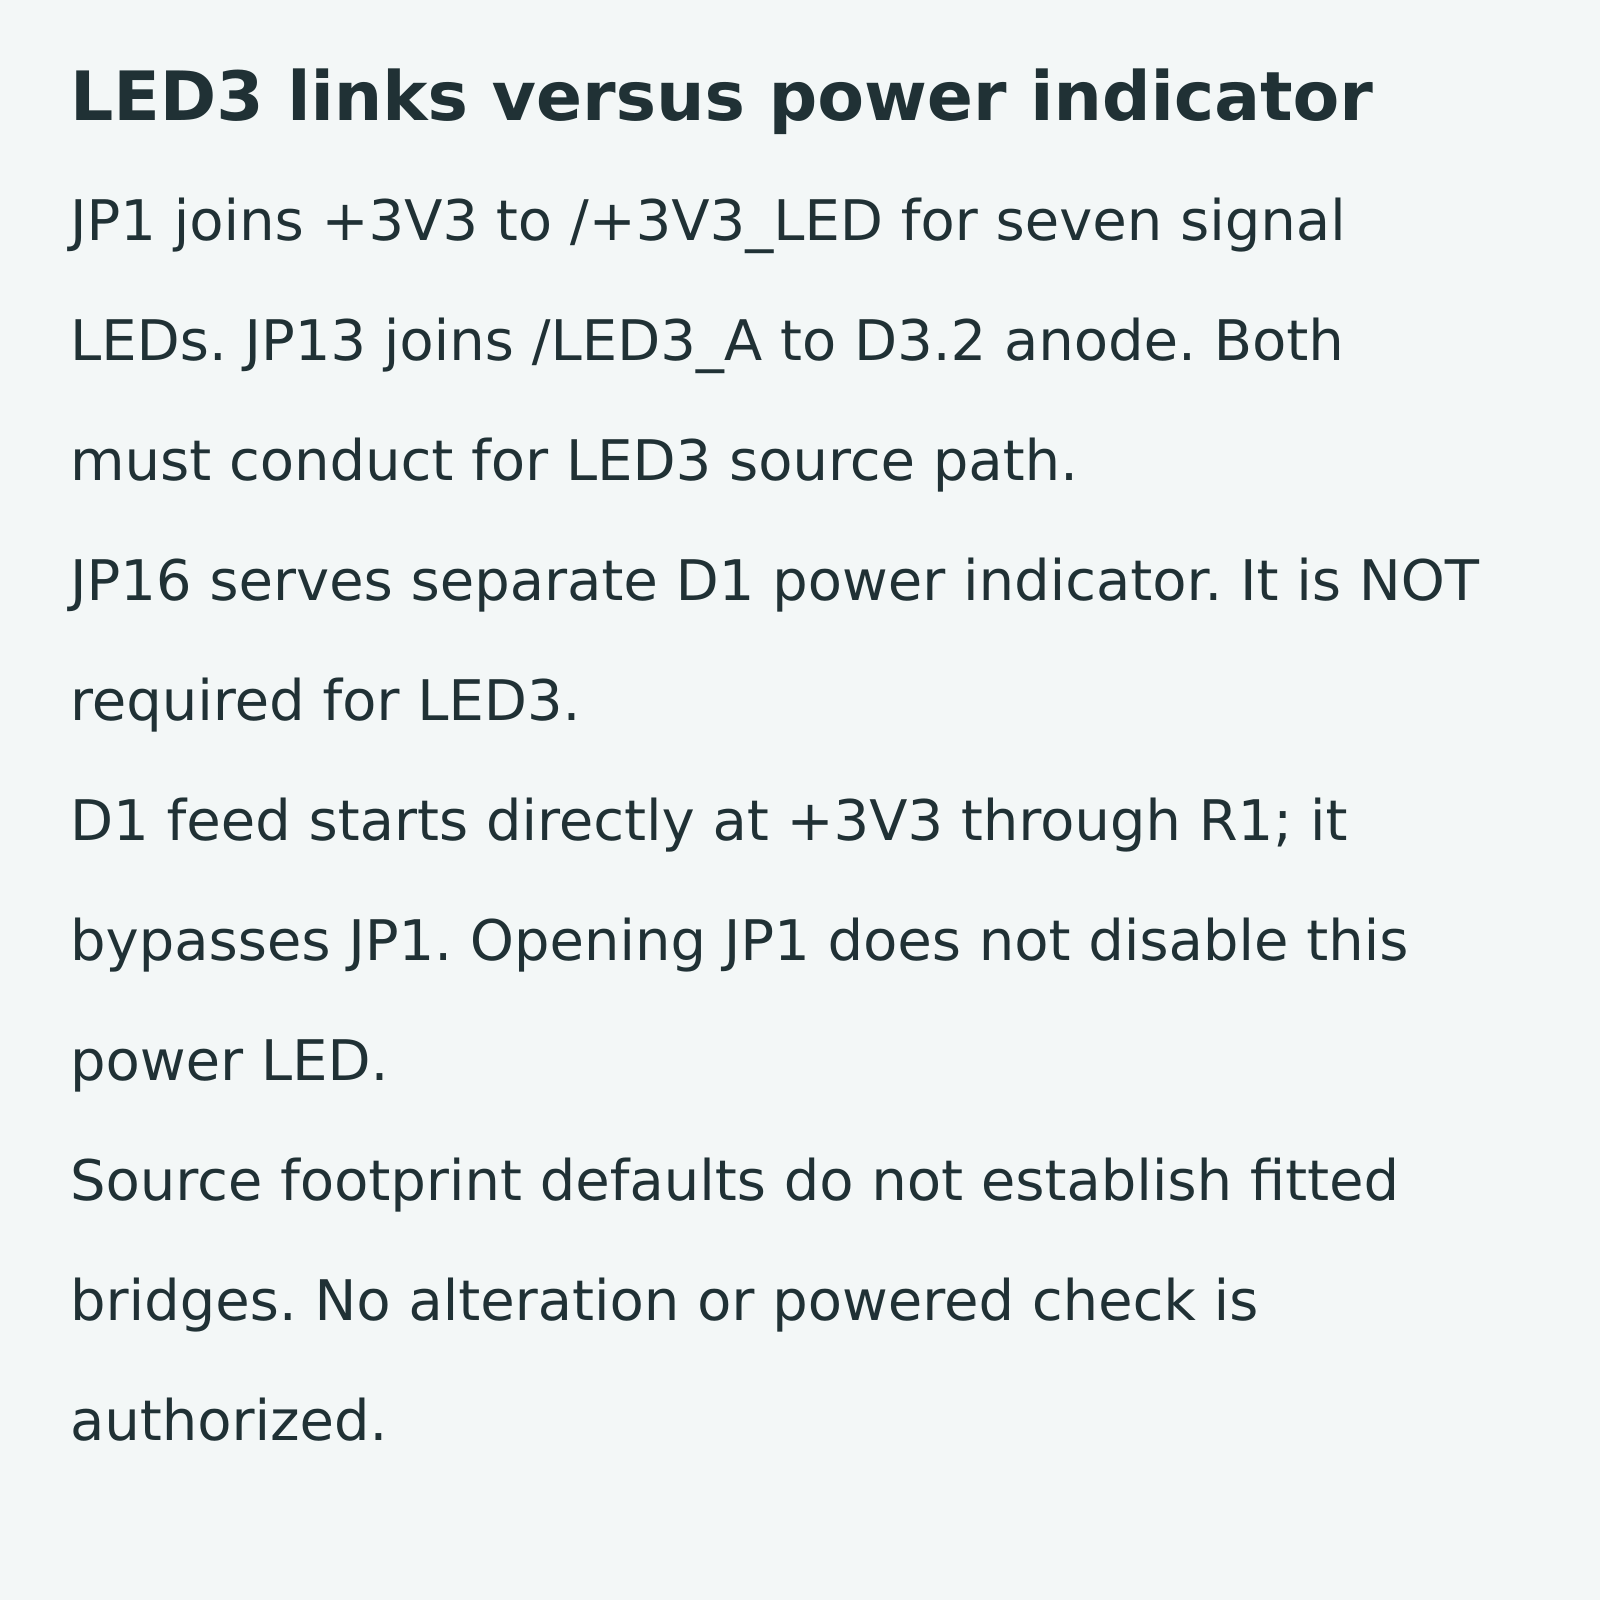 LED3 links versus power indicator
JP1 joins +3V3 to /+3V3_LED for seven signal
LEDs. JP13 joins /LED3_A to D3.2 anode. Both
must conduct for LED3 source path.
JP16 serves separate D1 power indicator. It is NOT
required for LED3.
D1 feed starts directly at +3V3 through R1; it
bypasses JP1. Opening JP1 does not disable this
power LED.
Source footprint defaults do not establish fitted
bridges. No alteration or powered check is
authorized.